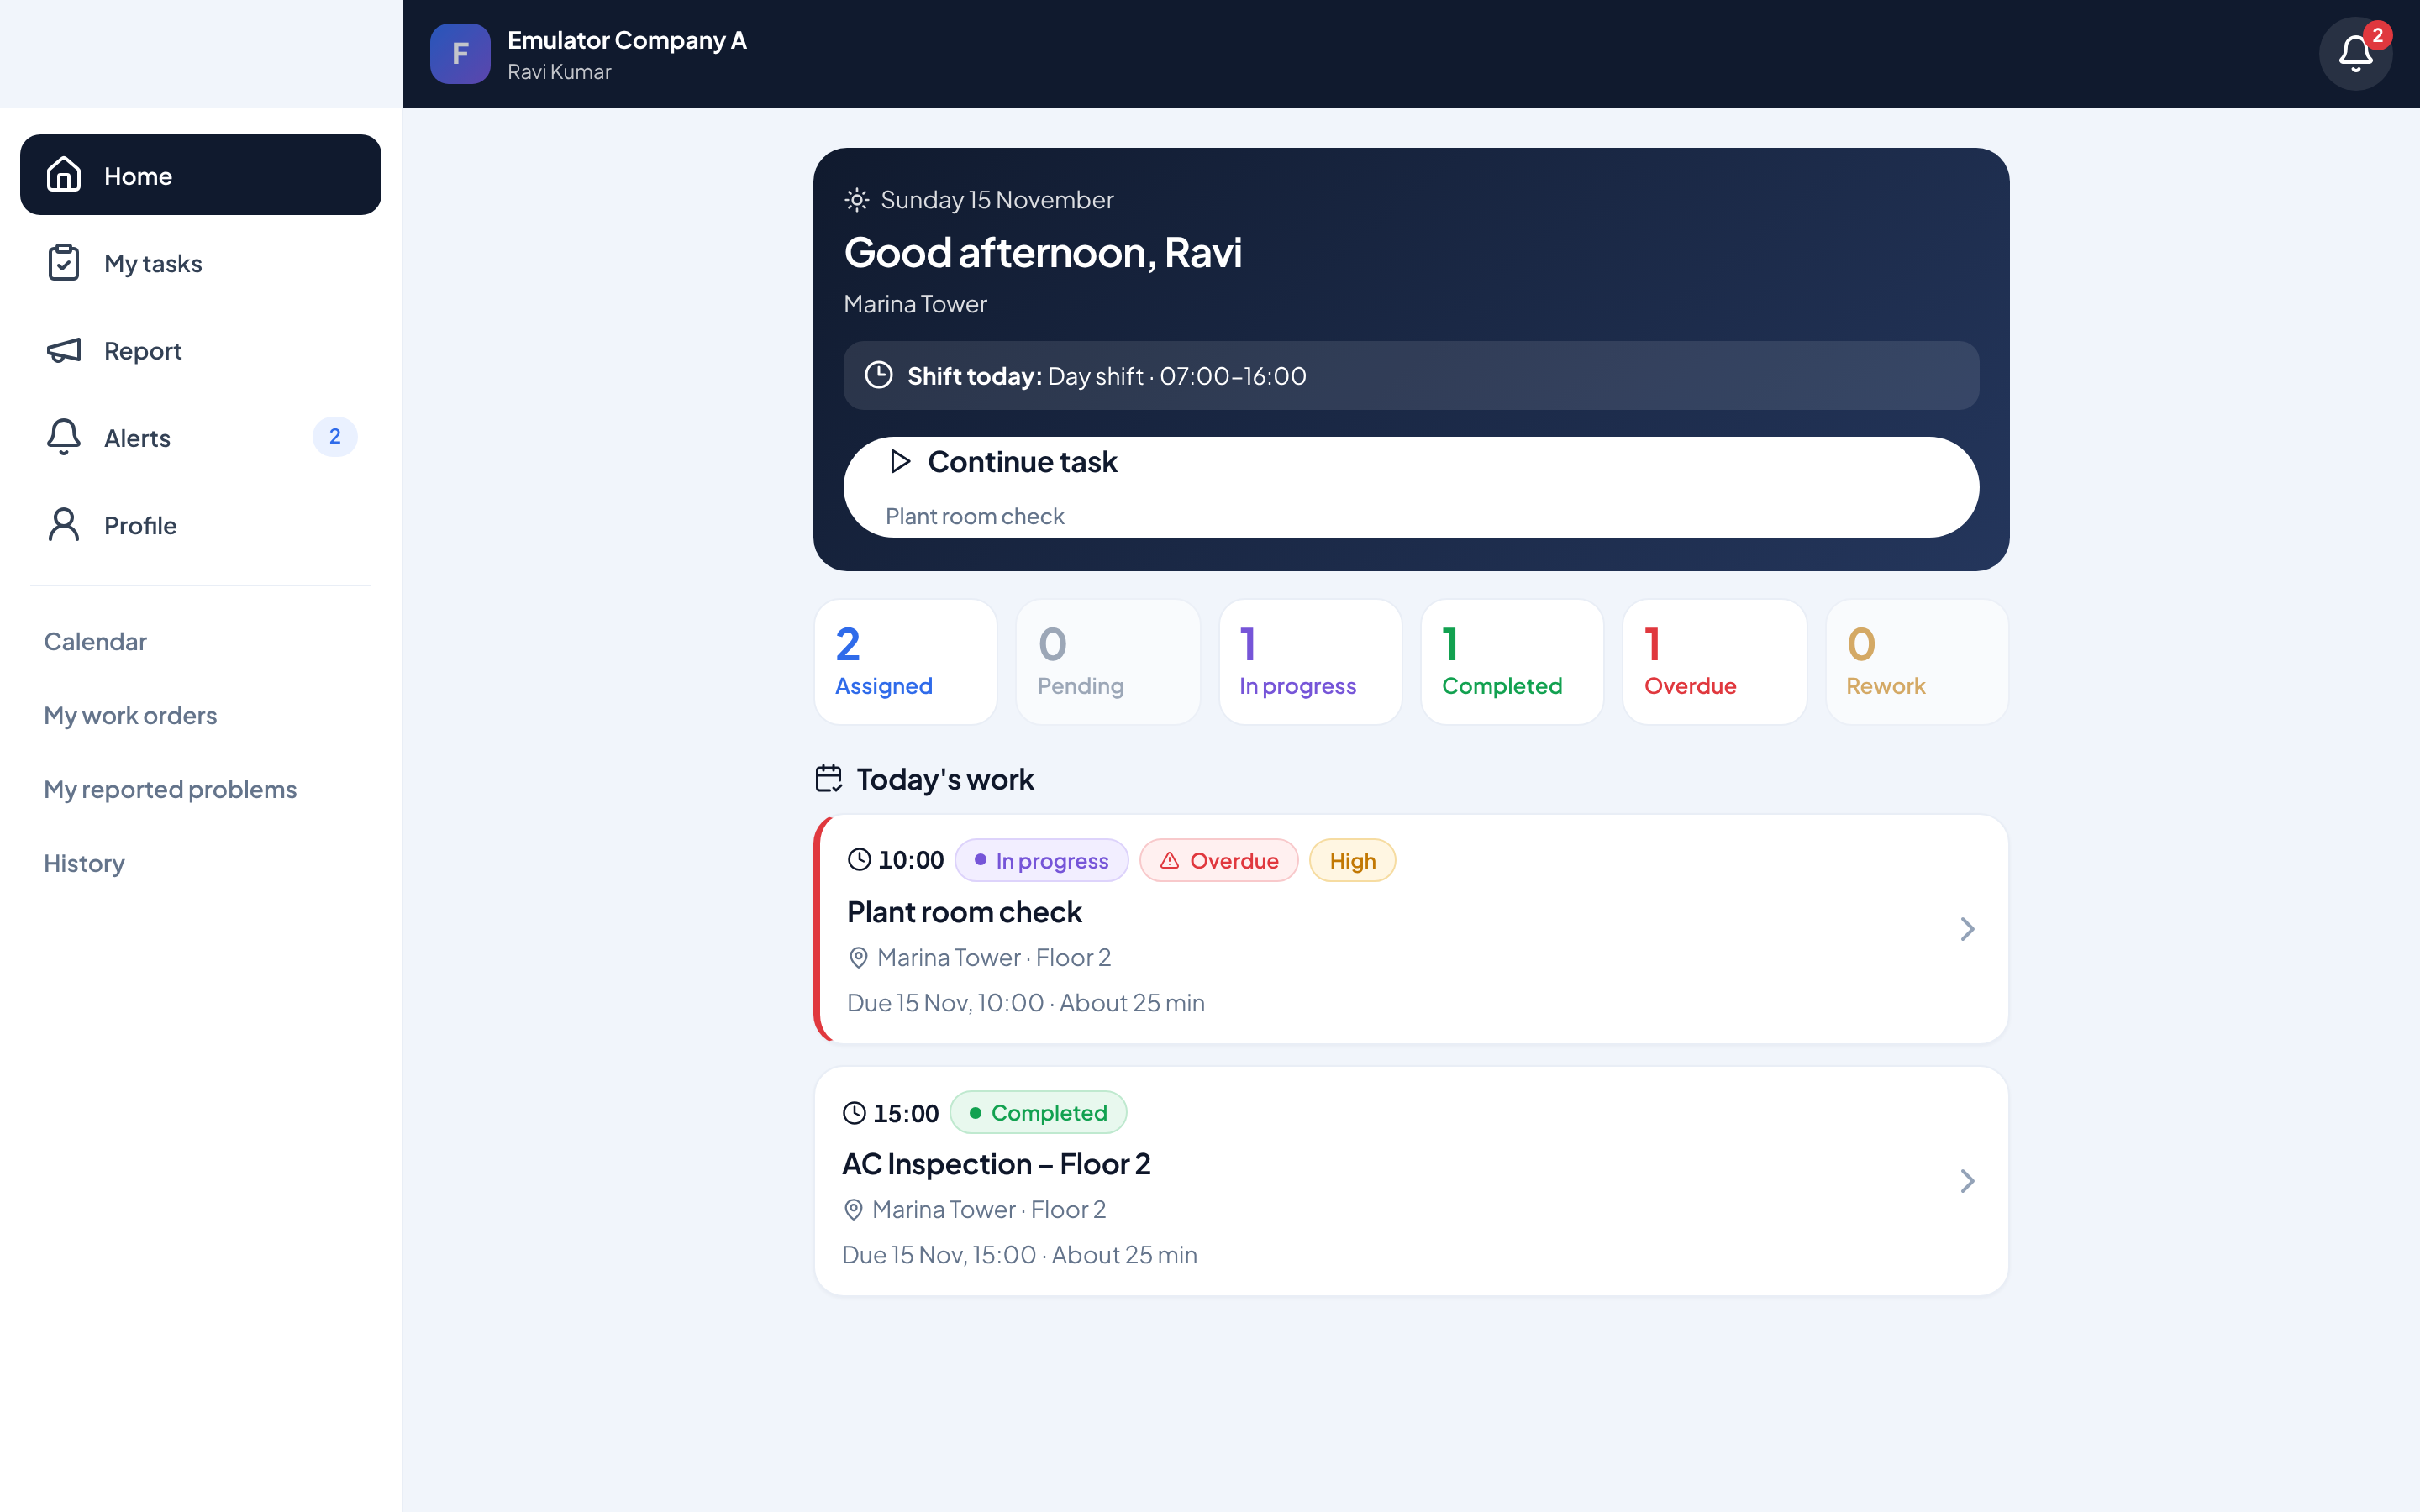 F
Emulator Company A
Ravi Kumar
2
Home
My tasks
Report
Alerts
2
Profile
Calendar
My work orders
My reported problems
History
Sunday 15 November
Good afternoon, Ravi
Marina Tower
Shift today: Day shift · 07:00–16:00
Continue task
Plant room check
2
Assigned
0
Pending
1
In progress
1
Completed
1
Overdue
0
Rework
Today's work
10:00 In progress Overdue High
Plant room check
Marina Tower · Floor 2
Due 15 Nov, 10:00 · About 25 min
15:00 Completed
AC Inspection – Floor 2
Marina Tower · Floor 2
Due 15 Nov, 15:00 · About 25 min